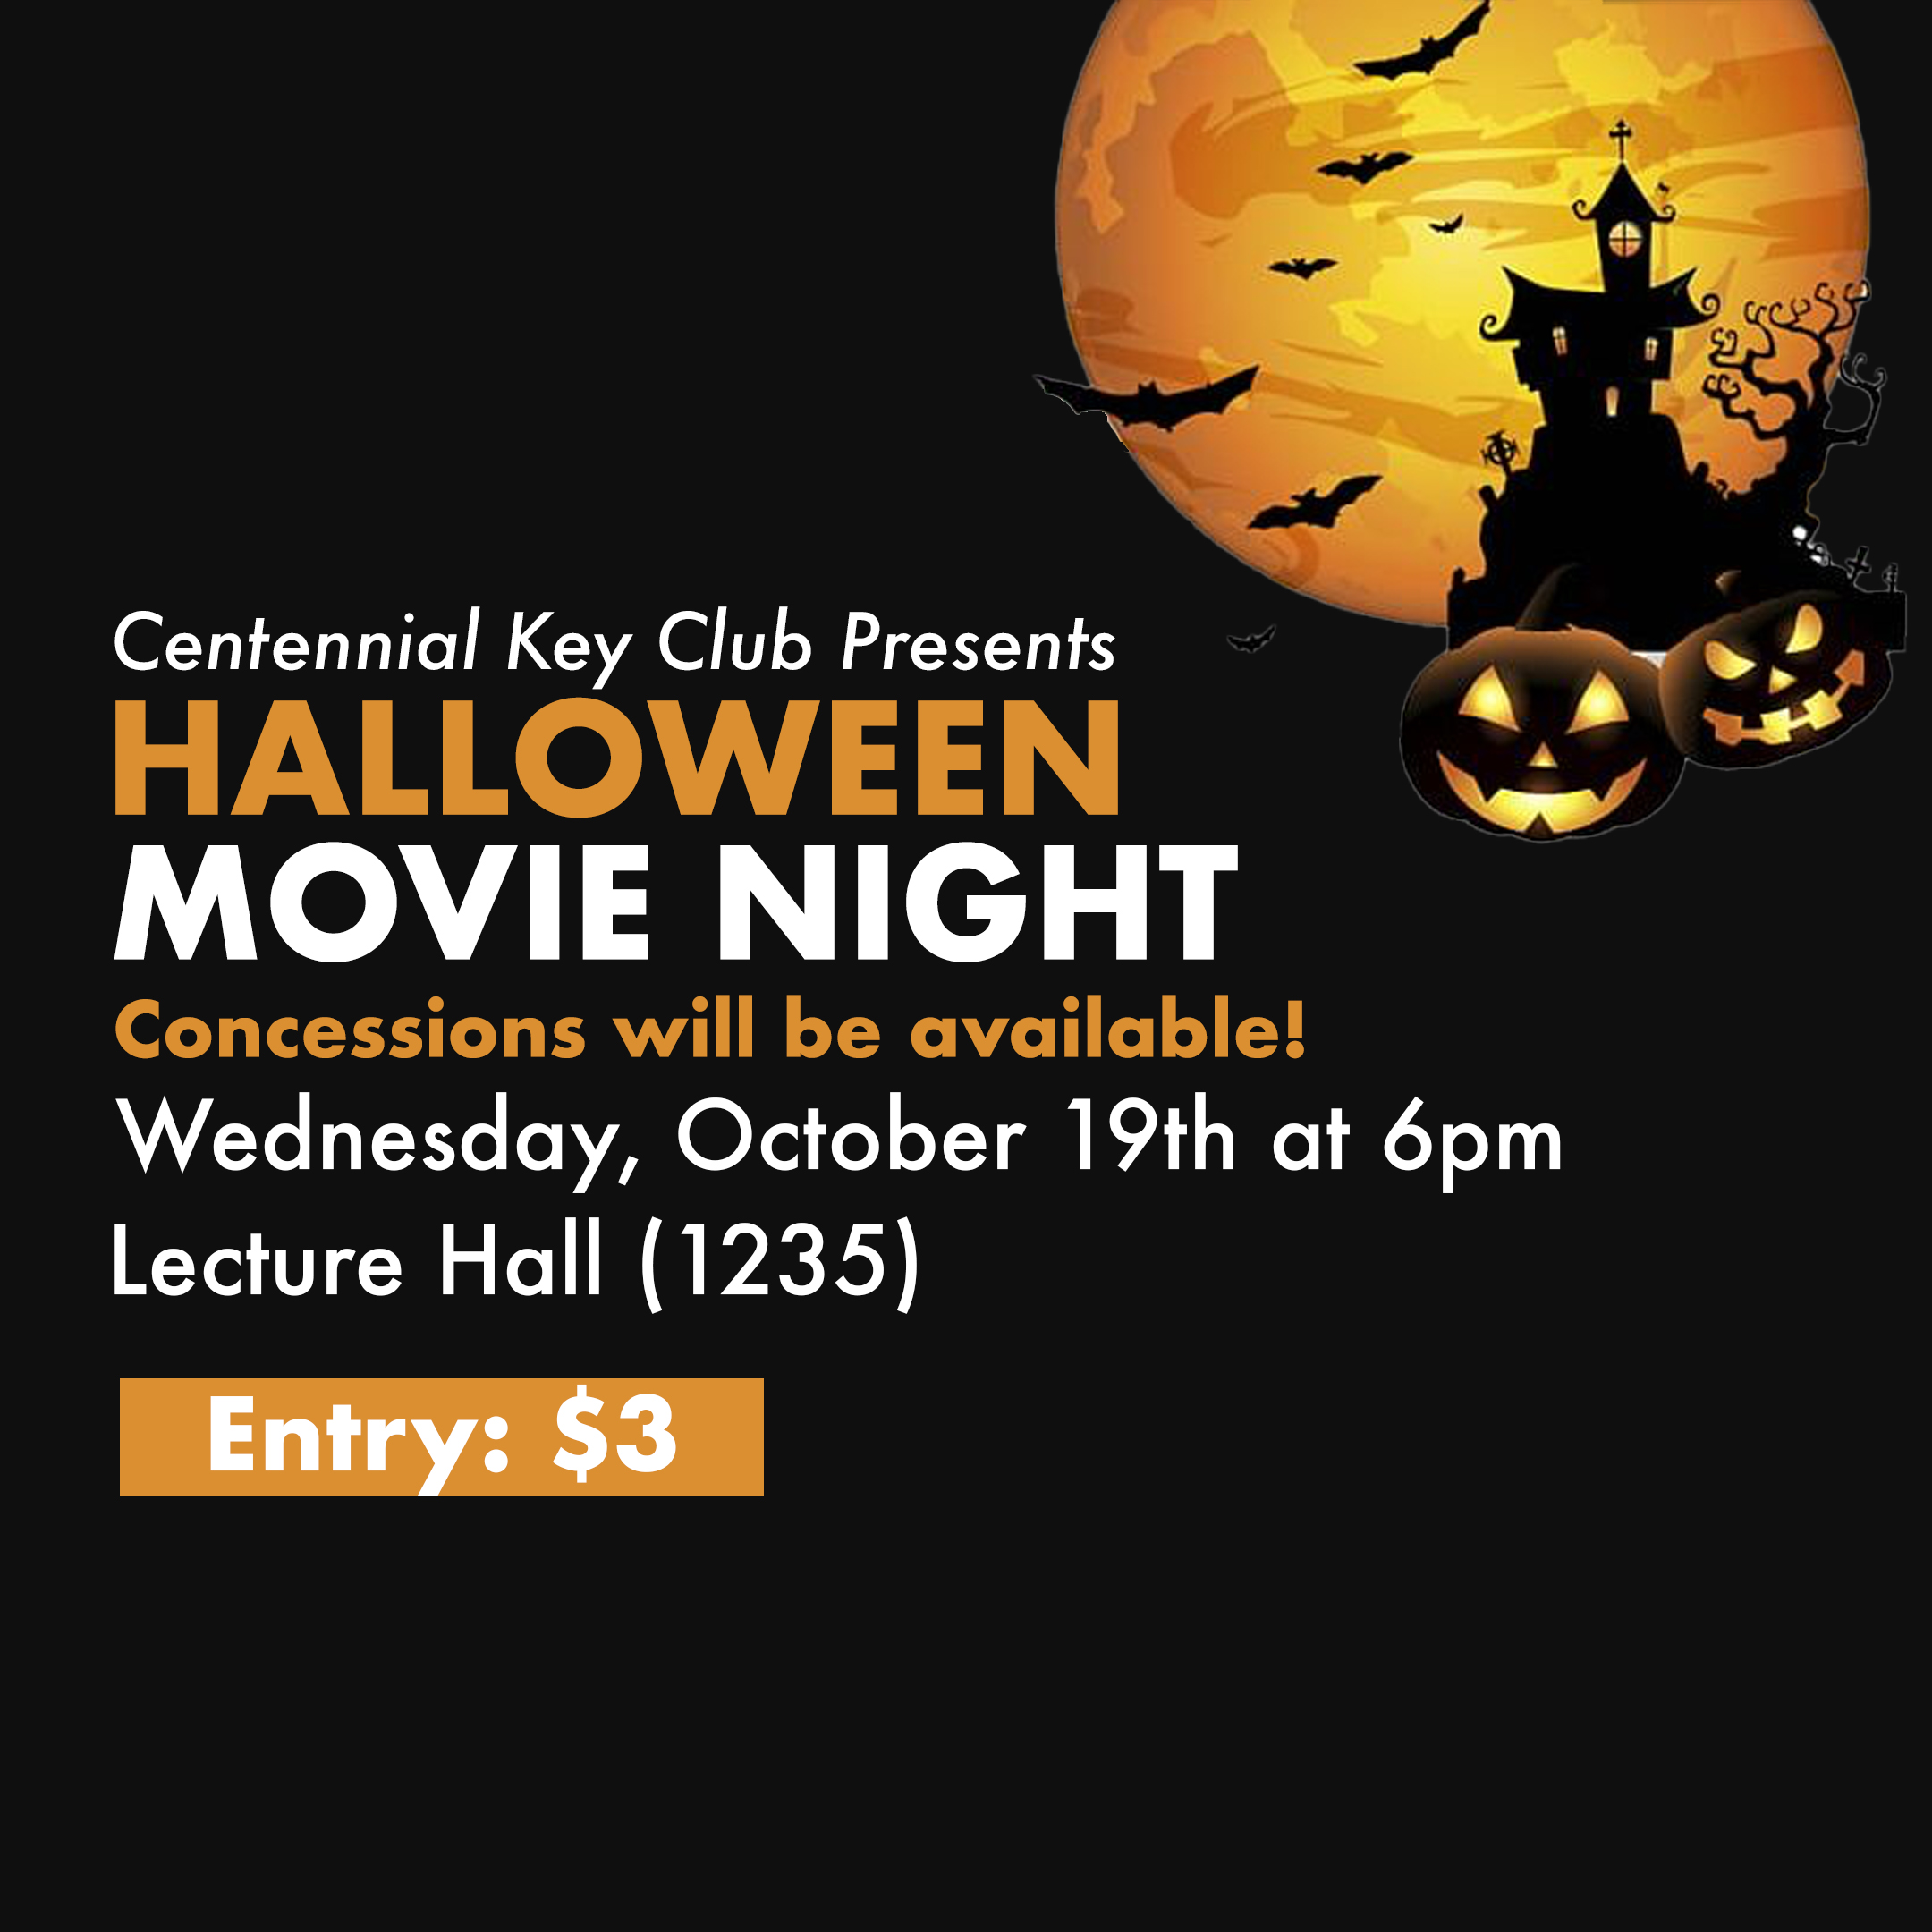 Centennial Key Club Presents
HALLOWEEN
MOVIE NIGHT
Concessions will be available!
Wednesday, October 19th at 6pm
Lecture Hall (1235)
Entry: $3